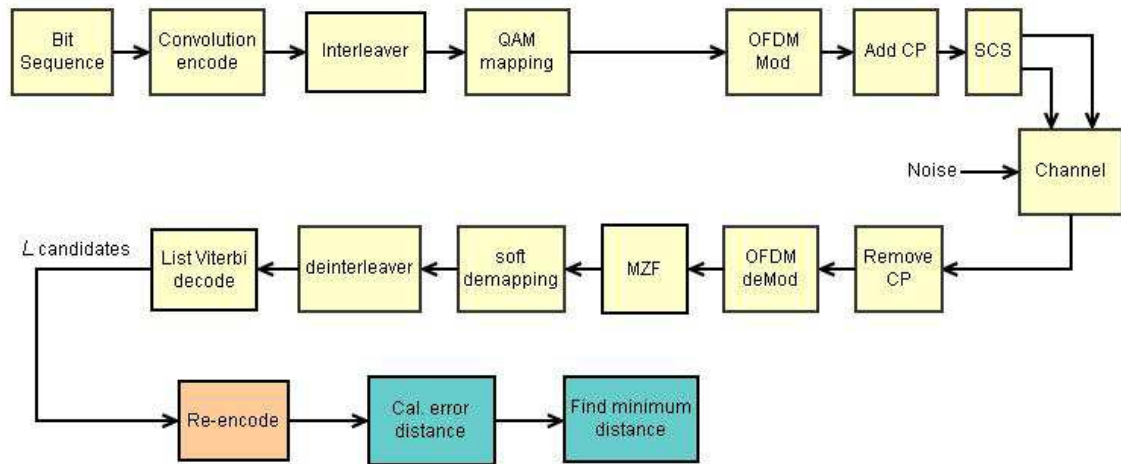 Bit
Sequence
Convolution
encode
Interleaver
QAM
mapping
OFDM
Mod
Add CP
SCS
Noise
Channel
L candidates
List Viterbi
decode
deinterleaver
soft
demapping
MZF
OFDM
deMod
Remove
CP
Re-encode
Cal. error
distance
Find minimum
distance